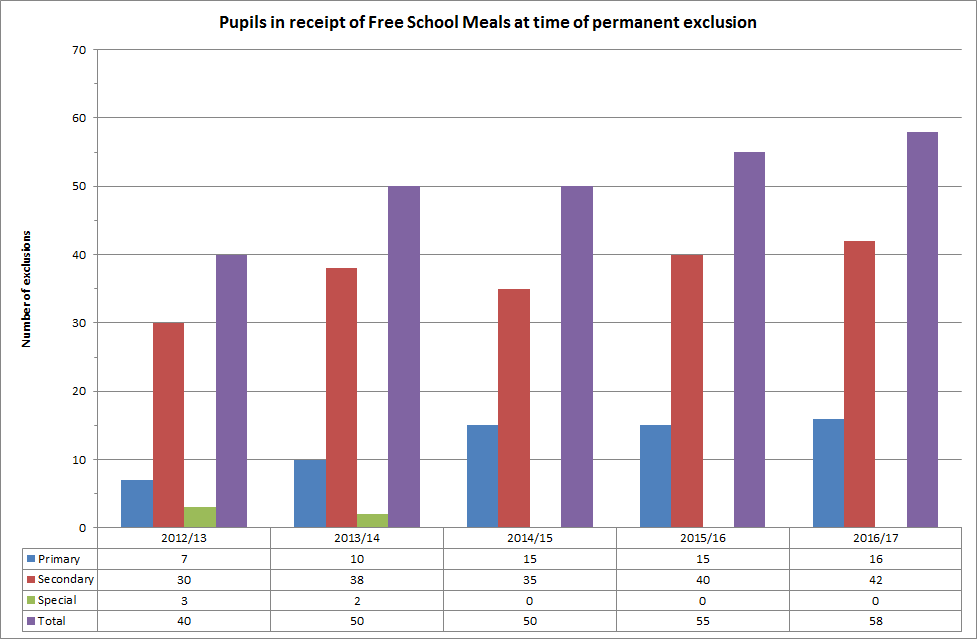 Pupils in receipt of Free School Meals at time of permanent exclusion
70
60
50
40
30
20
10
0
Number of exclusions
2012/13 2013/14 2014/15 2015/16 2016/17
Primary 7 10 15 15 16
Secondary 30 38 35 40 42
Special 3 2 0 0 0
Total 40 50 50 55 58